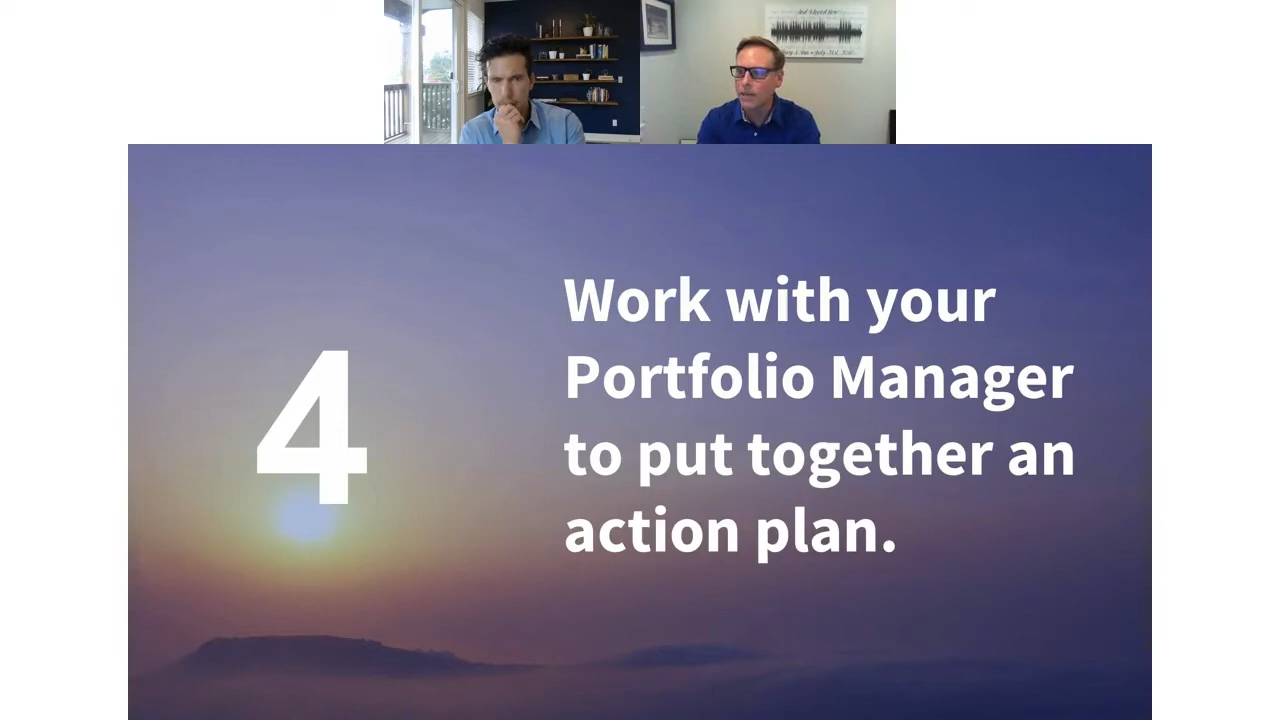 4
Work with your
Portfolio Manager
to put together an
action plan.